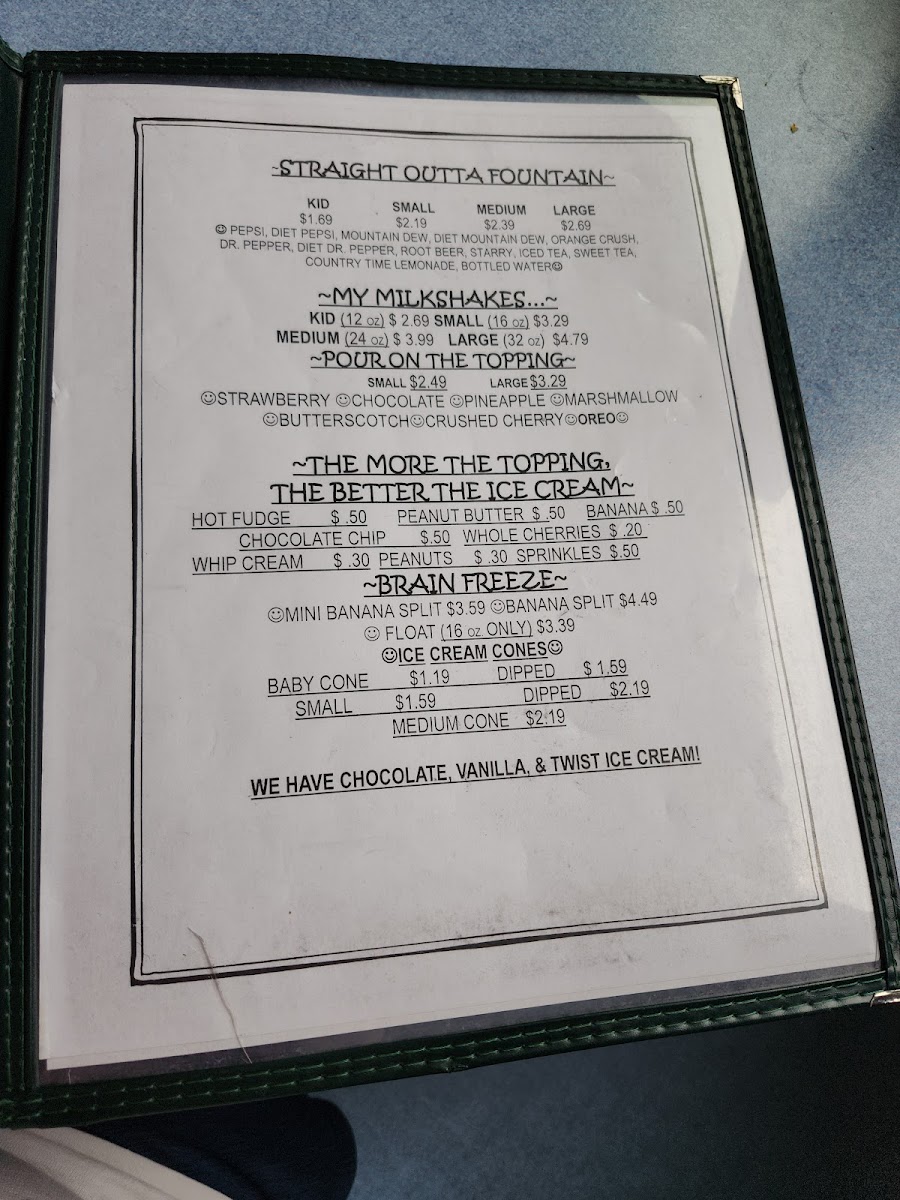 ~STRAIGHT OUTTA FOUNTAIN~
KID SMALL MEDIUM LARGE
$1.69 $2.19 $2.39 $2.69
☺ PEPSI, DIET PEPSI, MOUNTAIN DEW, DIET MOUNTAIN DEW, ORANGE CRUSH,
DR. PEPPER, DIET DR. PEPPER, ROOT BEER, STARRY, ICED TEA, SWEET TEA,
COUNTRY TIME LEMONADE, BOTTLED WATER☺
~MY MILKSHAKES...~
KID (12 oz) $ 2.69 SMALL (16 oz) $3.29
MEDIUM (24 oz) $ 3.99 LARGE (32 oz) $4.79
~POUR ON THE TOPPING~
SMALL $2.49 LARGE $3.29
☺STRAWBERRY ☺CHOCOLATE ☺PINEAPPLE ☺MARSHMALLOW
☺BUTTERSCOTCH☺CRUSHED CHERRY☺OREO☺
~THE MORE THE TOPPING,
THE BETTER THE ICE CREAM~
HOT FUDGE $ .50 PEANUT BUTTER $ .50 BANANA $ .50
CHOCOLATE CHIP $.50 WHOLE CHERRIES $ .20
WHIP CREAM $ .30 PEANUTS $ .30 SPRINKLES $.50
~BRAIN FREEZE~
☺MINI BANANA SPLIT $3.59 ☺BANANA SPLIT $4.49
☺ FLOAT (16 oz ONLY) $3.39
☺ICE CREAM CONES☺
BABY CONE $1.19 DIPPED $ 1.59
SMALL $1.59 DIPPED $2.19
MEDIUM CONE $2.19
WE HAVE CHOCOLATE, VANILLA, & TWIST ICE CREAM!